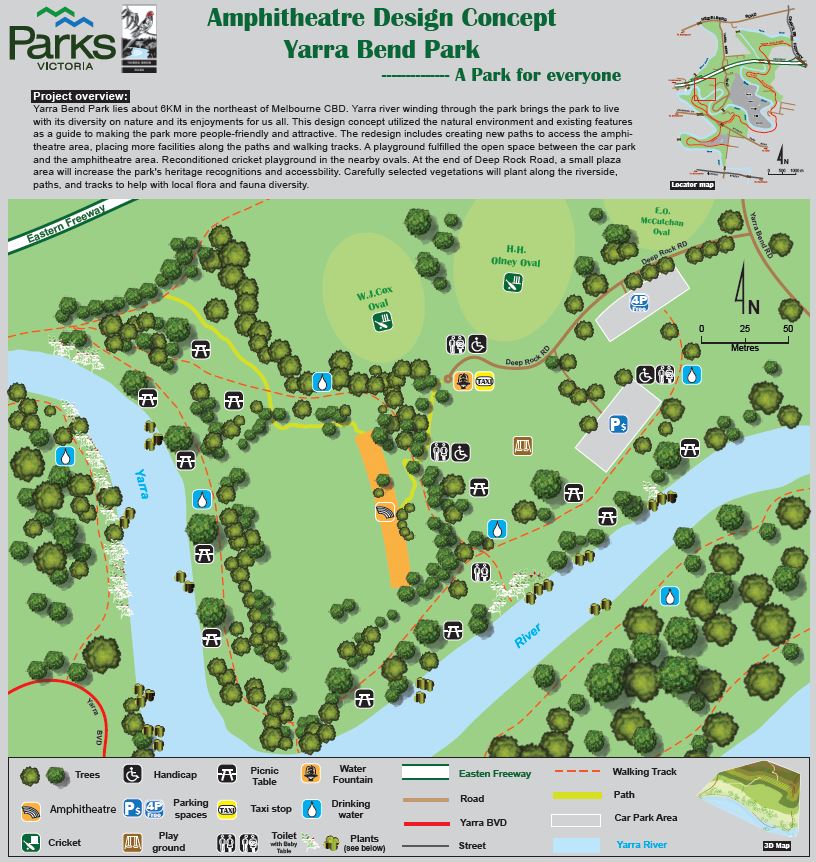 Parks
VICTORIA
Amphitheatre Design Concept
Yarra Bend Park
-------------- A Park for everyone
Project overview:
Yarra Bend Park lies about 6KM in the northeast of Melbourne CBD. Yarra river winding through the park brings the park to live
with its diversity on nature and its enjoyments for us all. This design concept utilized the natural environment and existing features
as a guide to making the park more people-friendly and attractive. The redesign includes creating new paths to access the amphi-
theatre area, placing more facilities along the paths and walking tracks. A playground fulfilled the open space between the car park
and the amphitheatre area. Reconditioned cricket playground in the nearby ovals. At the end of Deep Rock Road, a small plaza
area will increase the park's heritage recognitions and accessbility. Carefully selected vegetations will plant along the riverside,
paths, and tracks to help with local flora and fauna diversity.
N
Locator map
Eastern Freeway
W.J.Cox
Oval
H.H.
Olney Oval
E.O.
McCutchan
Oval
Deep Rock RD
Yarra Bend RD
4P
Free
N
0 25 50
Metres
Deep Rock RD
TAXI
P$
Yarra
River
Yarra
BVD
Trees
Handicap
Picnic
Table
Water
Fountain
Easten Freeway
Walking Track
Amphitheatre
P$
4P
Free
Parking
spaces
TAXI
Taxi stop
Drinking
water
Road
Path
Yarra BVD
Car Park Area
Cricket
Play
ground
Toilet
with Baby
Table
Plants
(see below)
Street
Yarra River
3D Map